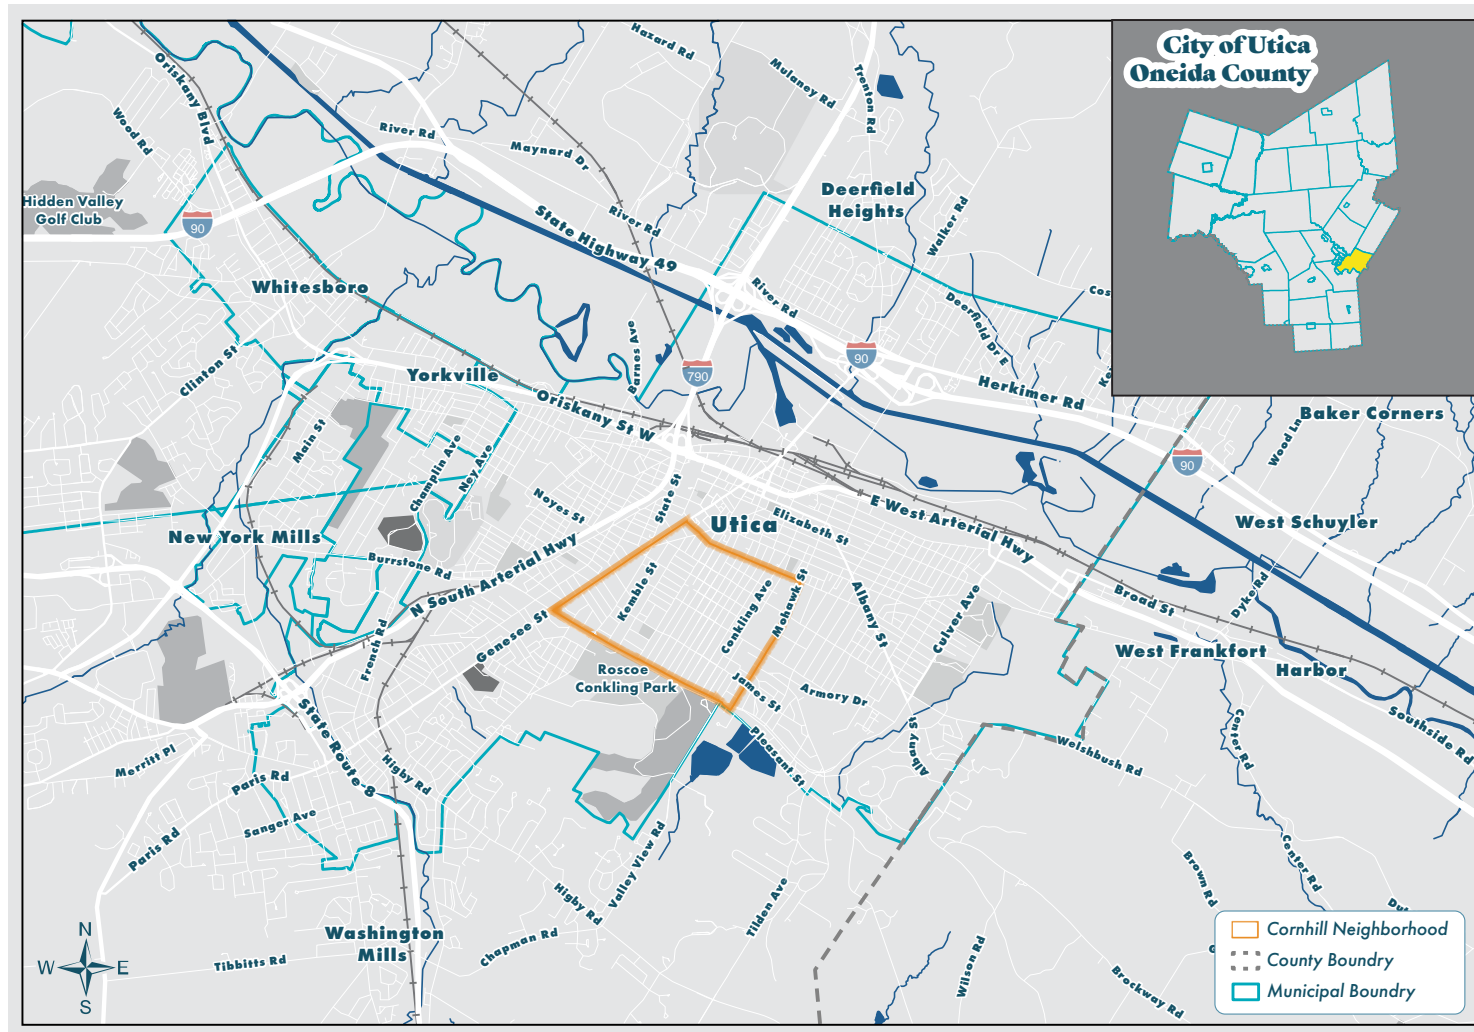 City of Utica
Oneida County
Hazard Rd
Mulaney Rd
Trenton Rd
Oriskany Blvd
Wood Rd
River Rd
Maynard Dr
Hidden Valley
Golf Club
90
Deerfield
Heights
River Rd
Walker Rd
State Highway 49
Whitesboro
River Rd
Cos
Deerfield Dr E
Barnes Ave
Clinton St
90
790
Yorkville
Ke
Herkimer Rd
Oriskany St W
Baker Corners
Wood Ln
Main St
Champlin Ave
Ney Ave
90
State St
Noyes St
E-West Arterial Hwy
Elizabeth St
Utica
West Schuyler
New York Mills
Burrstone Rd
N South Arterial Hwy
Kemble St
Conkling Ave
Mohawk St
Albany St
Culver Ave
Broad St
Dyke Rd
Genesee St
French Rd
West Frankfort
Harbor
Roscoe
Conkling Park
James St
Armory Dr
State Route 8
Pleasant St
Albany St
Welshbush Rd
Center Rd
Southside Rd
Merritt Pl
Paris Rd
Higby Rd
Sanger Ave
Paris Rd
Valley View Rd
Higby Rd
Tilden Ave
Brown Rd
Center Rd
Washington
Mills
Chapman Rd
Tibbitts Rd
Wilson Rd
Brockway Rd
N
W
E
S
Cornhill Neighborhood
County Boundry
Municipal Boundry